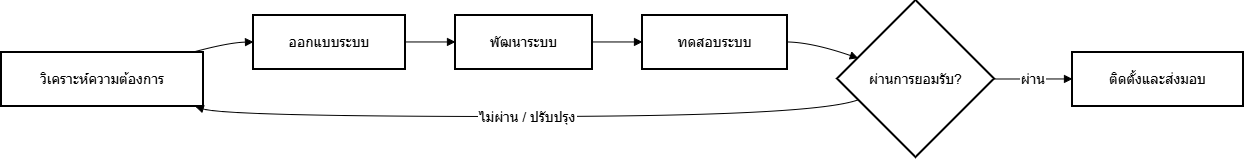 วิเคราะห์ความต้องการ
ออกแบบระบบ
พัฒนาระบบ
ทดสอบระบบ
ผ่านการยอมรับ?
ผ่าน
ติดตั้งและส่งมอบ
ไม่ผ่าน / ปรับปรุง